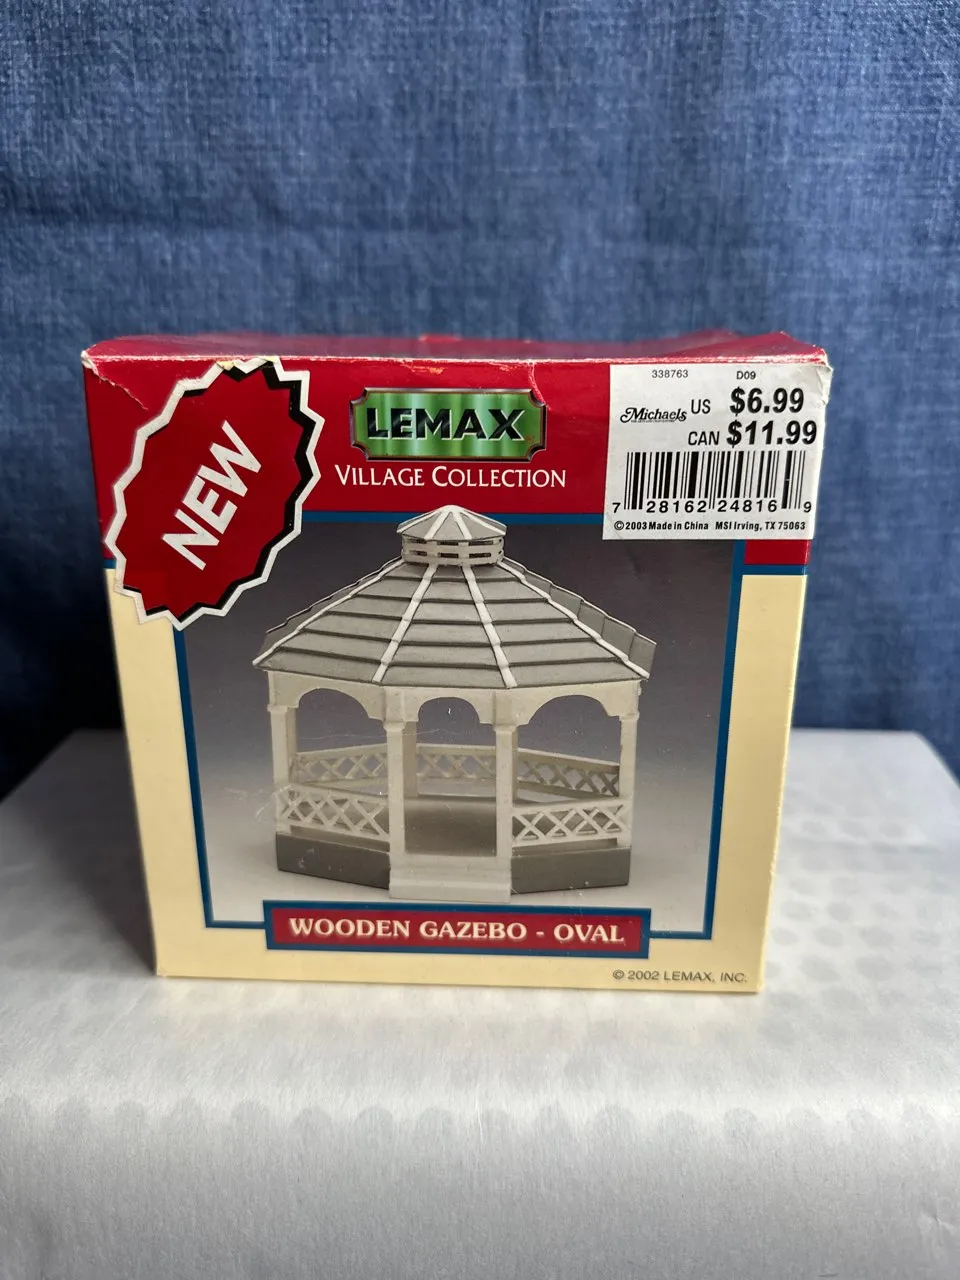 NEW
LEMAX
VILLAGE COLLECTION
338763 D09
Michaels US $6.99
CAN $11.99
7 28162 24816 9
©2003 Made in China MSI Irving, TX 75063
WOODEN GAZEBO - OVAL
© 2002 LEMAX, INC.